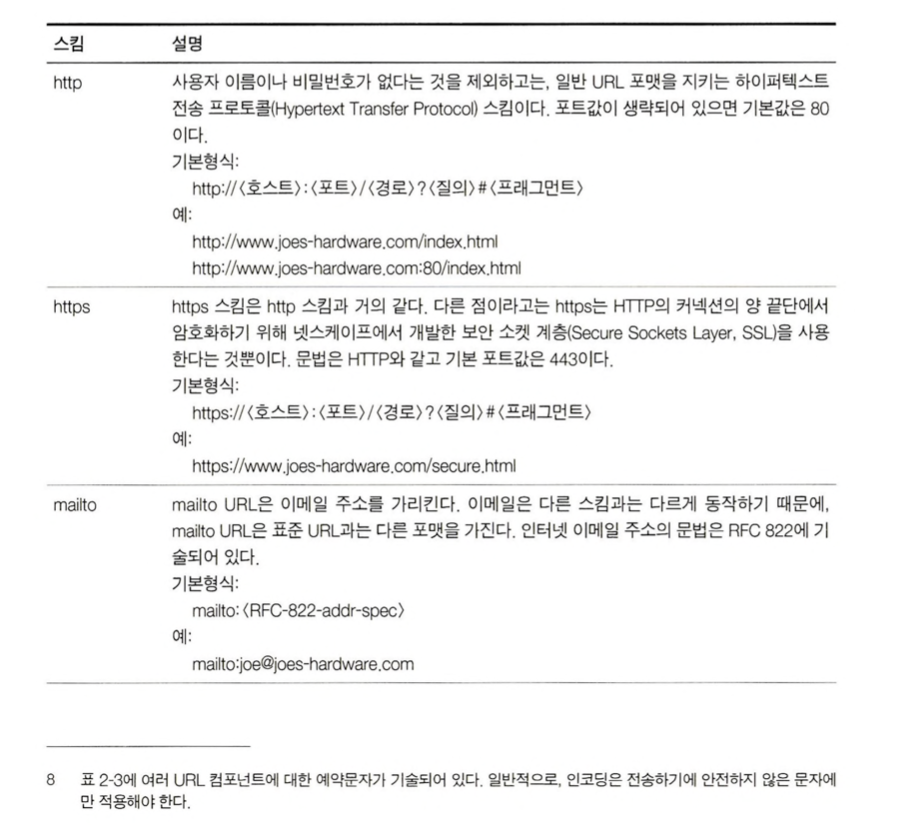 스킴 설명
http 사용자 이름이나 비밀번호가 없다는 것을 제외하고는, 일반 URL 포맷을 지키는 하이퍼텍스트
전송 프로토콜(Hypertext Transfer Protocol) 스킴이다. 포트값이 생략되어 있으면 기본값은 80
이다.
기본형식:
http://〈호스트〉:〈포트〉/〈경로〉?〈질의〉#〈프래그먼트〉
예:
http://www.joes-hardware.com/index.html
http://www.joes-hardware.com:80/index.html
https https 스킴은 http 스킴과 거의 같다. 다른 점이라고는 https는 HTTP의 커넥션의 양 끝단에서
암호화하기 위해 넷스케이프에서 개발한 보안 소켓 계층(Secure Sockets Layer, SSL)을 사용
한다는 것뿐이다. 문법은 HTTP와 같고 기본 포트값은 443이다.
기본형식:
https://〈호스트〉:〈포트〉/〈경로〉?〈질의〉#〈프래그먼트〉
예:
https://www.joes-hardware.com/secure.html
mailto mailto URL은 이메일 주소를 가리킨다. 이메일은 다른 스킴과는 다르게 동작하기 때문에,
mailto URL은 표준 URL과는 다른 포맷을 가진다. 인터넷 이메일 주소의 문법은 RFC 822에 기
술되어 있다.
기본형식:
mailto:〈RFC-822-addr-spec〉
예:
mailto:joe@joes-hardware.com
8 표 2-3에 여러 URL 컴포넌트에 대한 예약문자가 기술되어 있다. 일반적으로, 인코딩은 전송하기에 안전하지 않은 문자에
만 적용해야 한다.